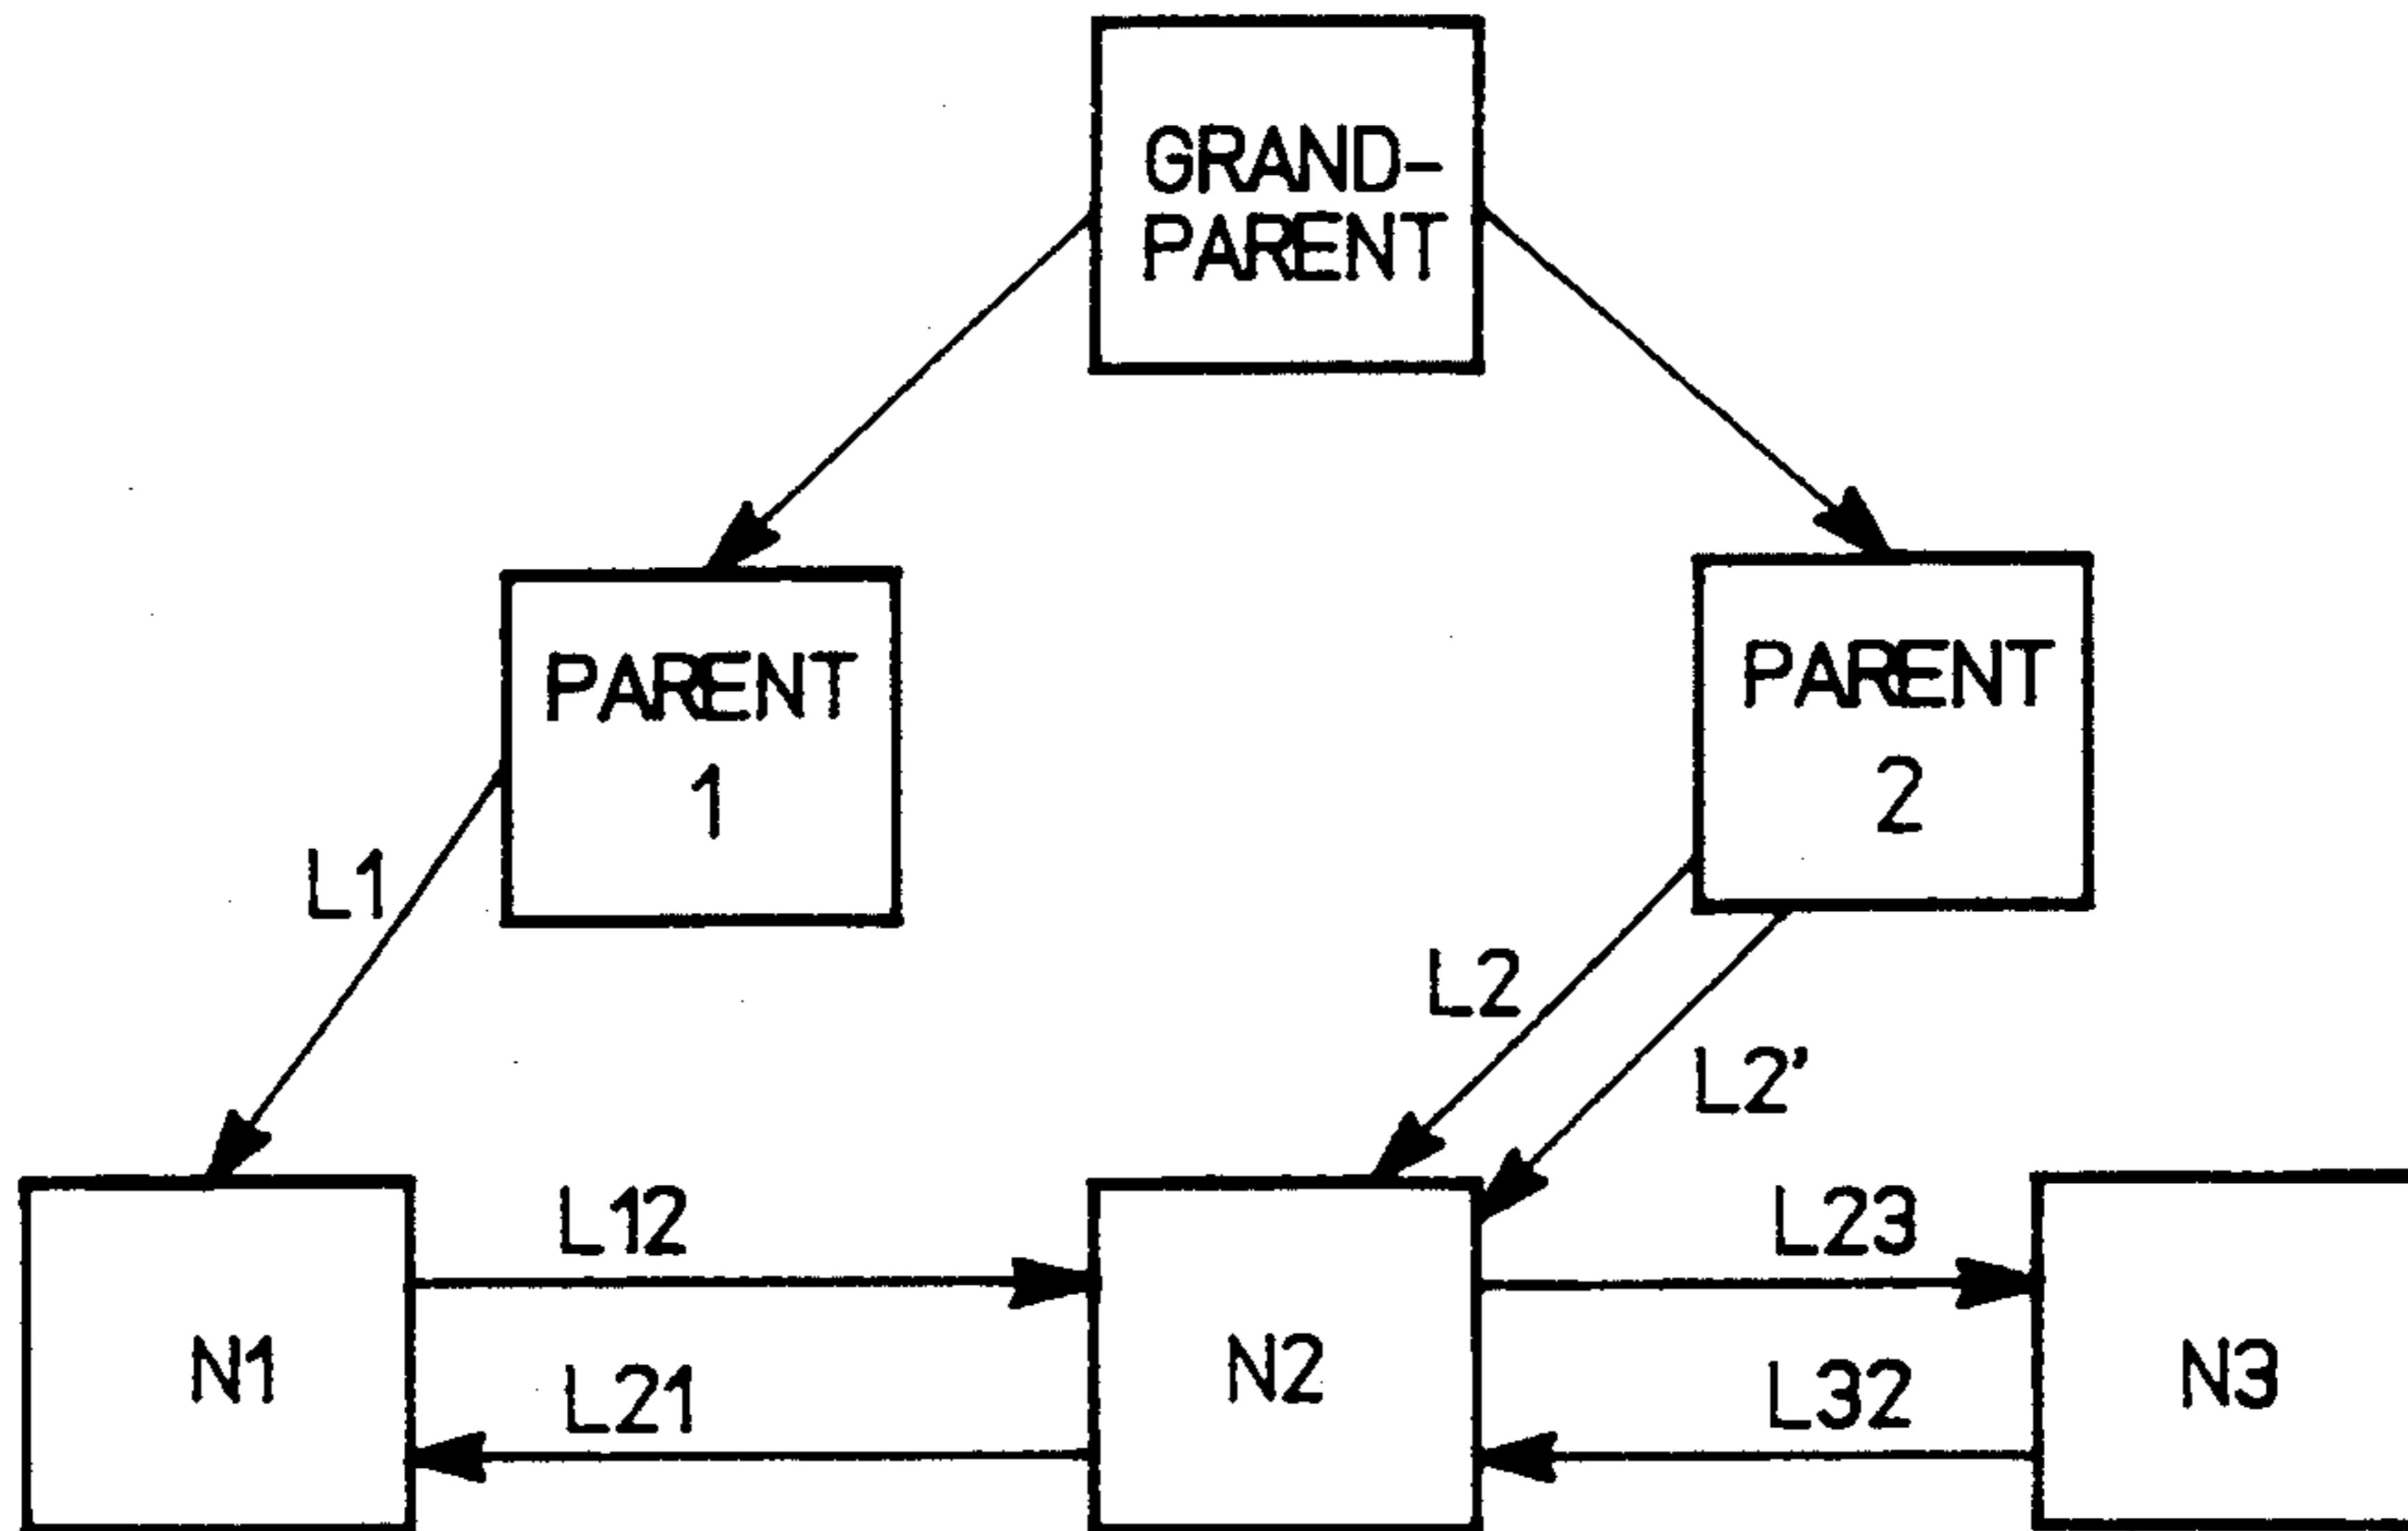 GRAND-
PARENT
PARENT
1
PARENT
2
L1
L2
L2'
L12
L23
N1
L21
N2
L32
N3